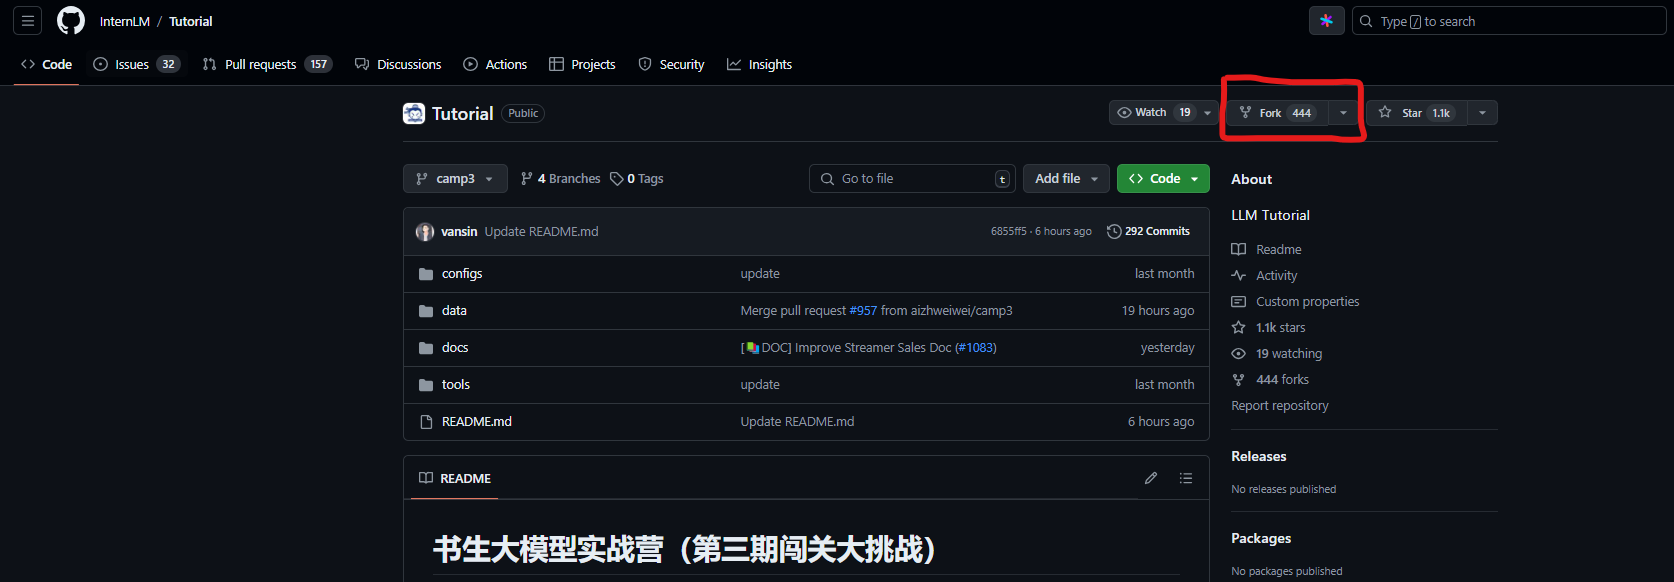 InternLM / Tutorial
Type / to search
Code Issues 32 Pull requests 157 Discussions Actions Projects Security Insights
Tutorial Public
Watch 19 Fork 444 Star 1.1k
camp3 4 Branches 0 Tags Go to file t Add file Code
vansin Update README.md 6855ff5 · 6 hours ago 292 Commits
configs update last month
data Merge pull request #957 from aizhweiwei/camp3 19 hours ago
docs [DOC] Improve Streamer Sales Doc (#1083) yesterday
tools update last month
README.md Update README.md 6 hours ago
README
书生大模型实战营（第三期闯关大挑战）
About
LLM Tutorial
Readme
Activity
Custom properties
1.1k stars
19 watching
444 forks
Report repository
Releases
No releases published
Packages
No packages published